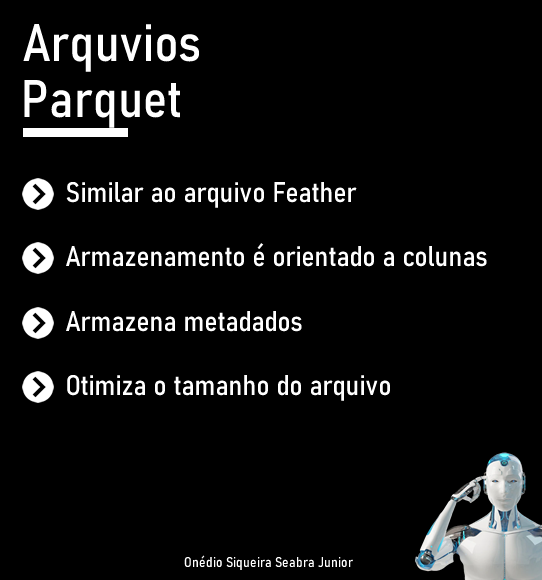 Arquvios
Parquet
Similar ao arquivo Feather
Armazenamento é orientado a colunas
Armazena metadados
Otimiza o tamanho do arquivo
Onédio Siqueira Seabra Junior